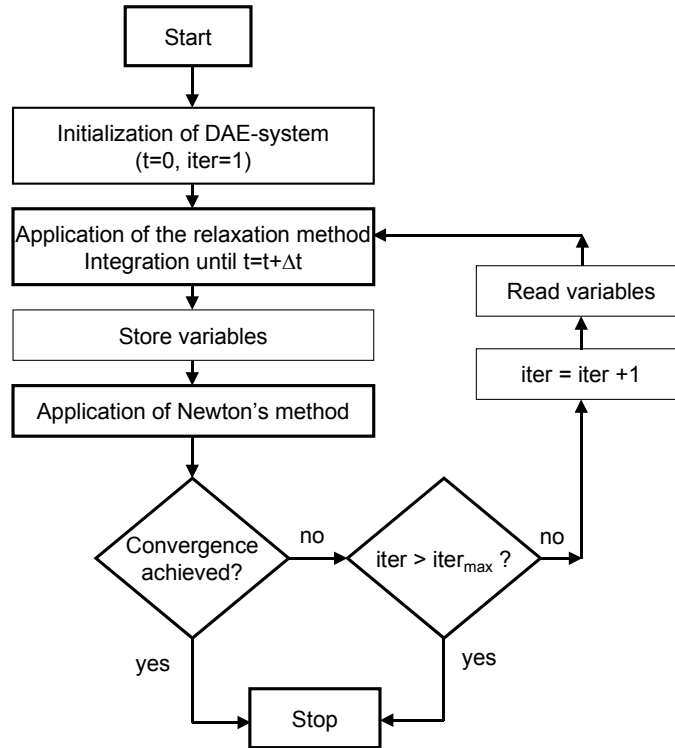 Start
Initialization of DAE-system
(t=0, iter=1)
Application of the relaxation method
Integration until t=t+Δt
Read variables
Store variables
iter = iter +1
Application of Newton’s method
Convergence
achieved?
no
iter > iter_max ?
no
yes
yes
Stop